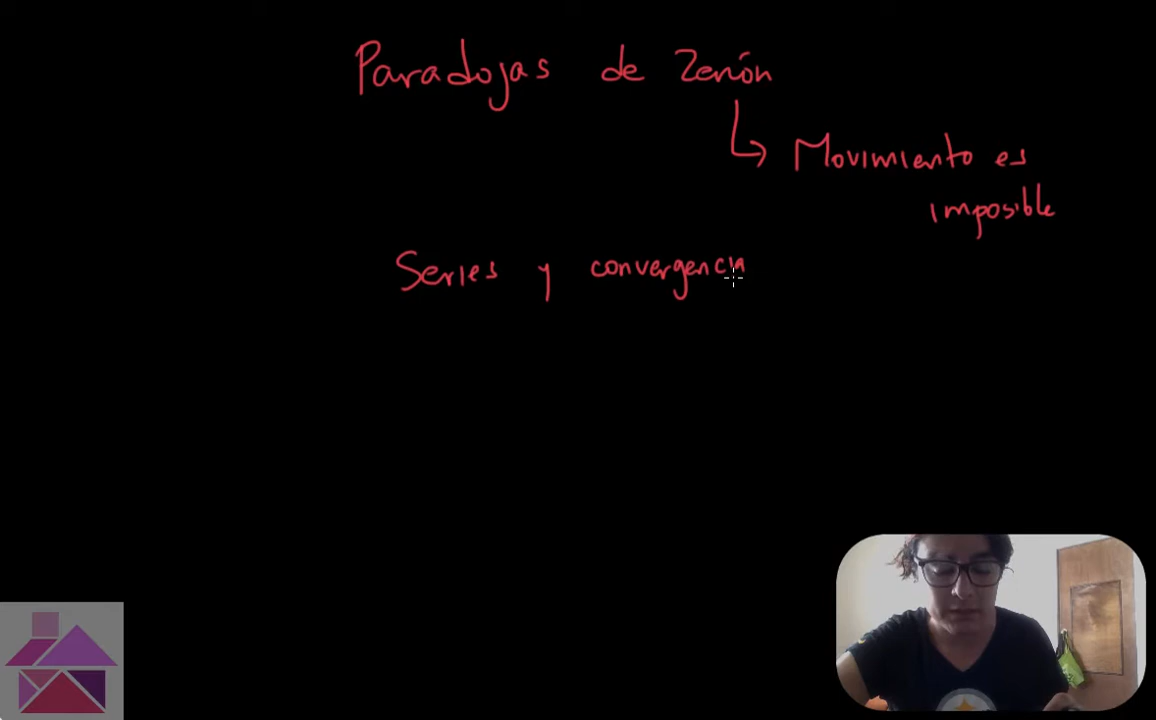 Paradojas de Zenón
Movimiento es
imposible
Series y convergencia